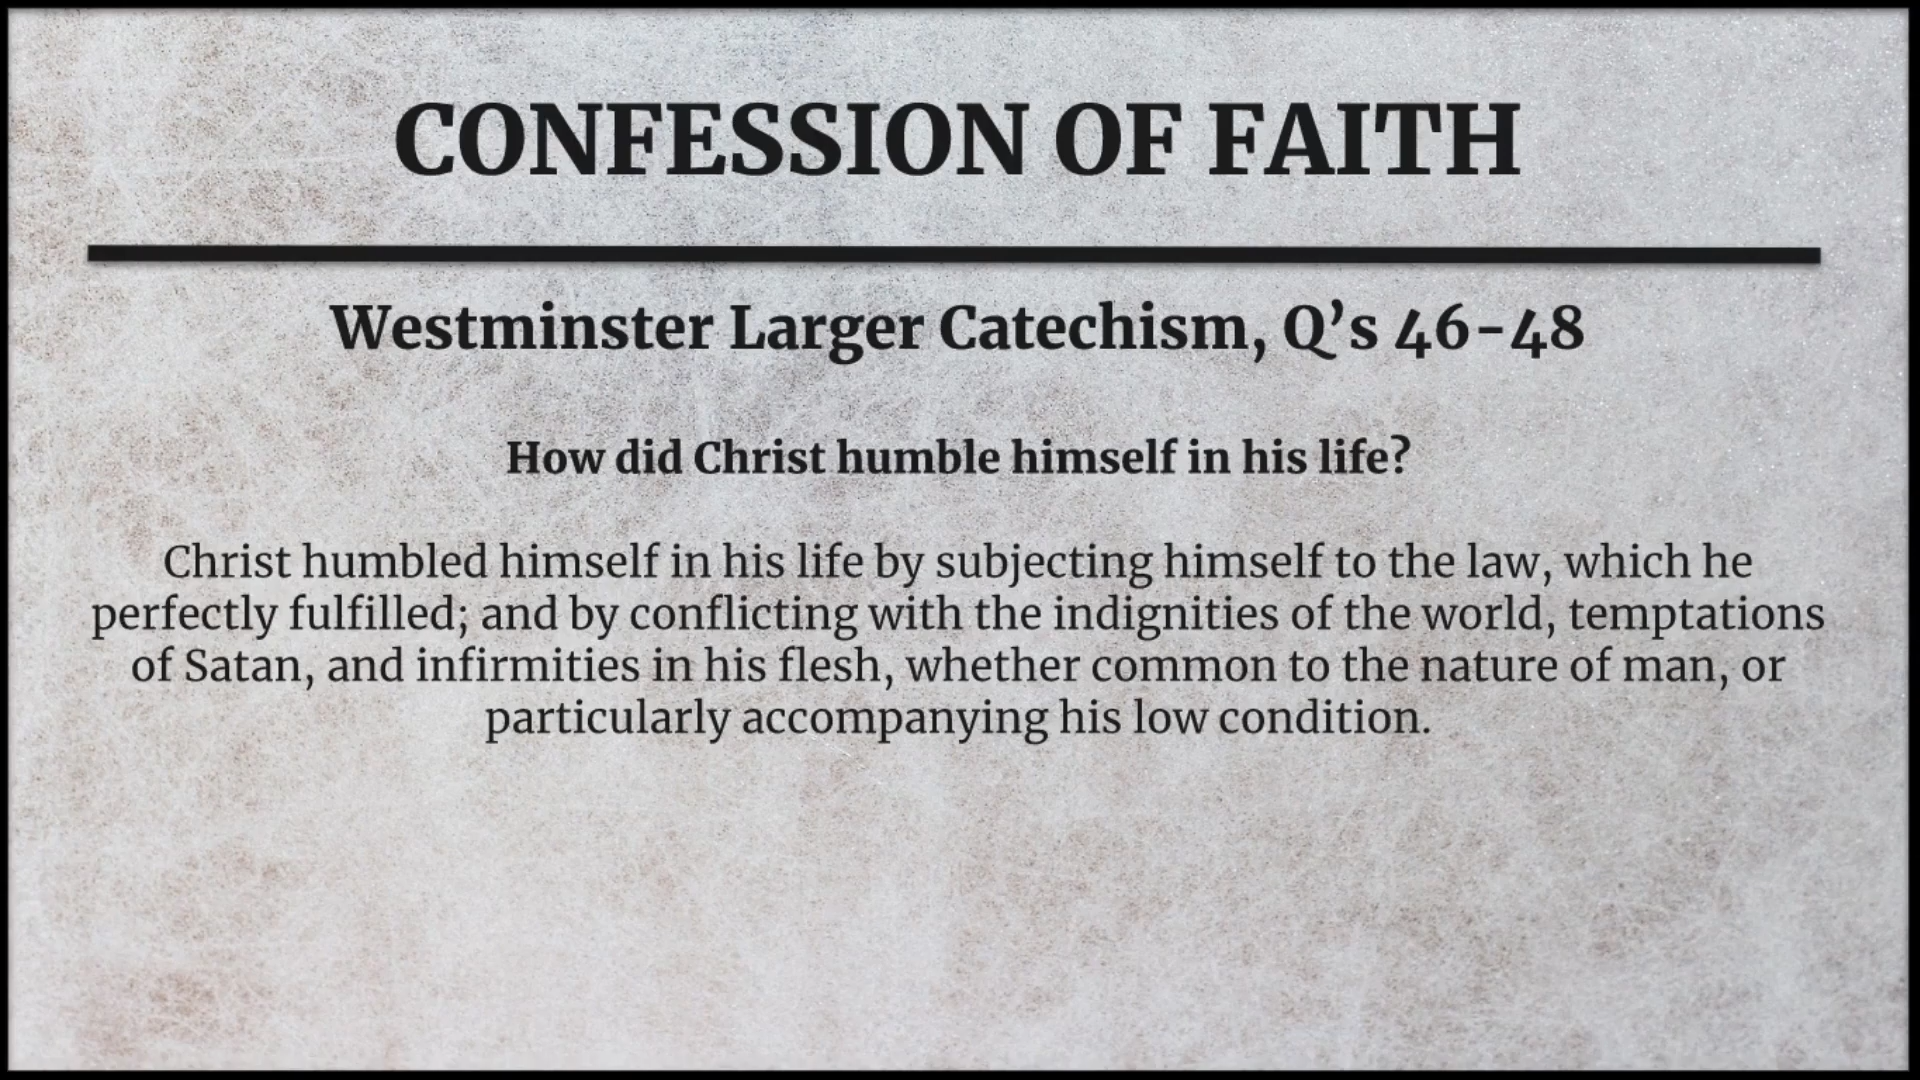 CONFESSION OF FAITH
Westminster Larger Catechism, Q’s 46-48
How did Christ humble himself in his life?
Christ humbled himself in his life by subjecting himself to the law, which he
perfectly fulfilled; and by conflicting with the indignities of the world, temptations
of Satan, and infirmities in his flesh, whether common to the nature of man, or
particularly accompanying his low condition.